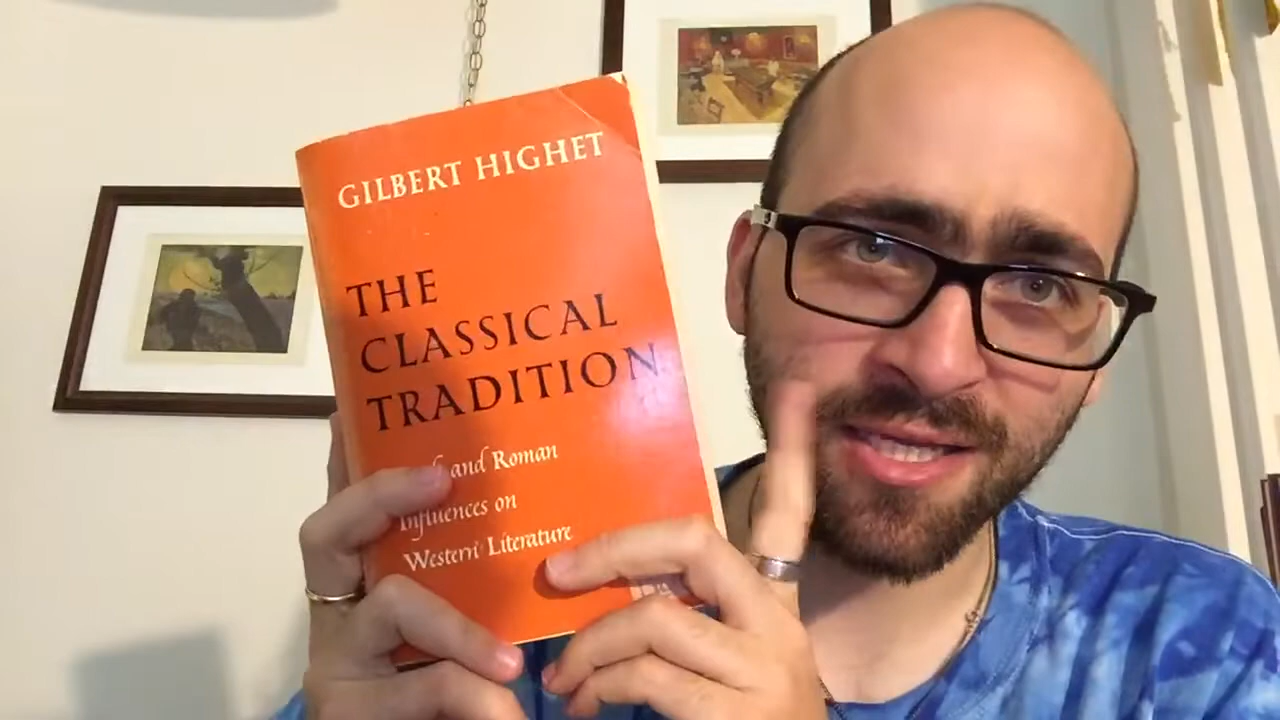 GILBERT HIGHET
THE
CLASSICAL
TRADITION
and Roman
Influences on
Western Literature